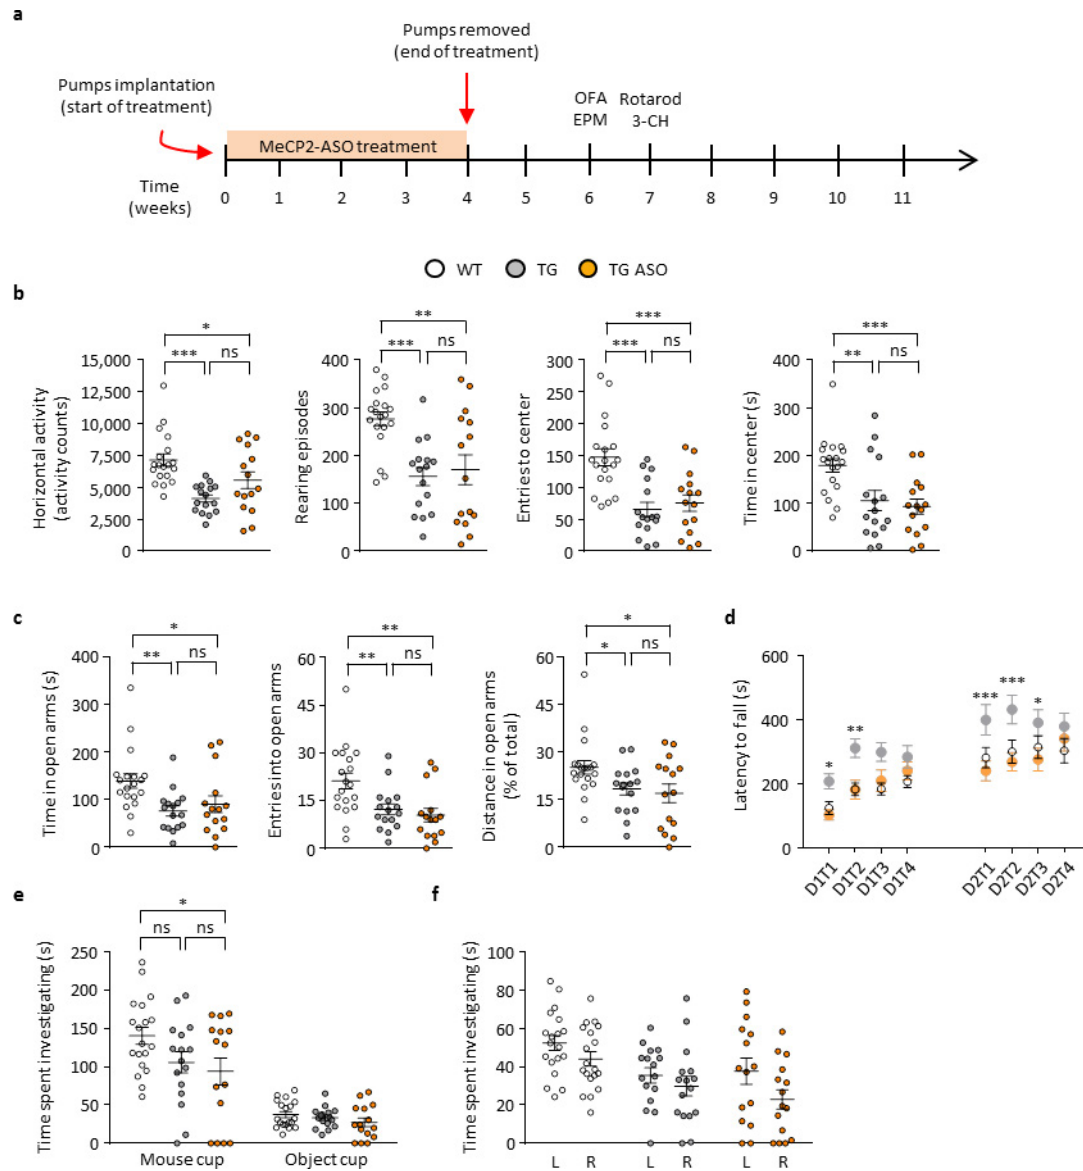 a
Pumps removed
(end of treatment)
Pumps implantation
(start of treatment)
OFA Rotarod
EPM 3-CH
MeCP2-ASO treatment
Time
(weeks)
0 1 2 3 4 5 6 7 8 9 10 11
WT TG TG ASO
b
Horizontal activity
(activity counts)
15,000
12,500
10,000
7,500
5,000
2,500
0
*
*** ns
Rearing episodes
400
300
200
100
0
**
*** ns
Entriesto center
300
250
200
150
100
50
0
***
*** ns
Time in center (s)
400
300
200
100
0
***
** ns
c
Time in open arms (s)
400
300
200
100
0
*
** ns
Entries into open arms
60
45
30
15
0
**
** ns
Distance in open arms
(% of total)
60
45
30
15
0
*
* ns
d
Latency to fall (s)
600
400
200
0
* ** *** *** *
D1T1 D1T2 D1T3 D1T4 D2T1 D2T2 D2T3 D2T4
e
Time spent investigating (s)
250
200
150
100
50
0
*
ns ns
Mouse cup Object cup
f
Time spent investigating (s)
100
80
60
40
20
0
L R L R L R